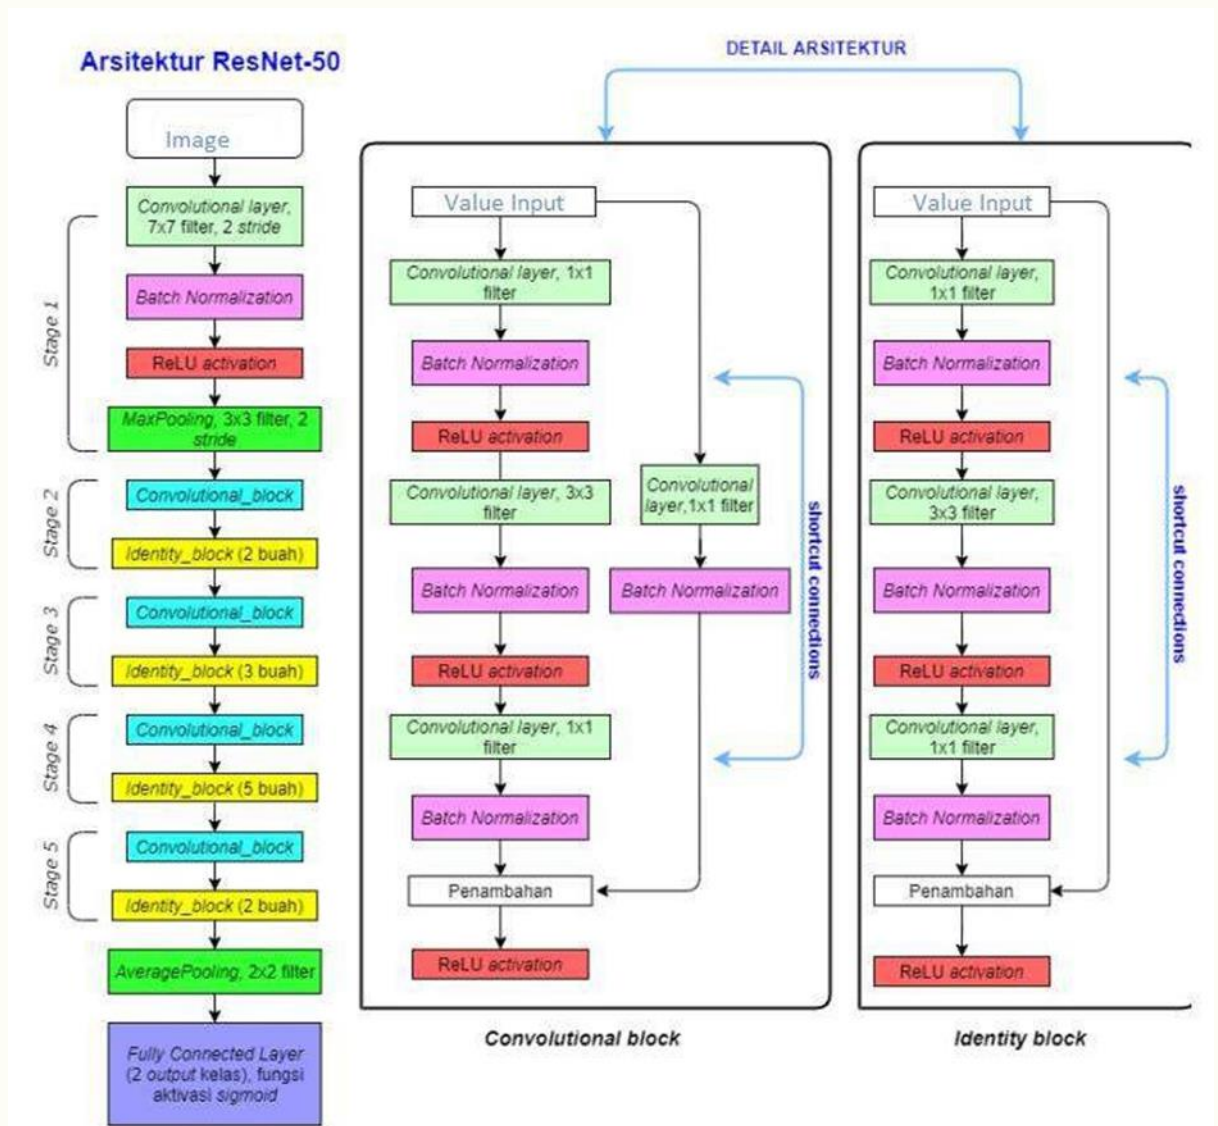 Arsitektur ResNet-50
Image
Stage 1
Convolutional layer,
7x7 filter, 2 stride
Batch Normalization
ReLU activation
MaxPooling, 3x3 filter, 2
stride
Stage 2
Convolutional_block
Identity_block (2 buah)
Stage 3
Convolutional_block
Identity_block (3 buah)
Stage 4
Convolutional_block
Identity_block (5 buah)
Stage 5
Convolutional_block
Identity_block (2 buah)
AveragePooling, 2x2 filter
Fully Connected Layer
(2 output kelas), fungsi
aktivasi sigmoid
DETAIL ARSITEKTUR
Value Input
Convolutional layer, 1x1
filter
Batch Normalization
ReLU activation
Convolutional layer, 3x3
filter
Batch Normalization
ReLU activation
Convolutional layer, 1x1
filter
Batch Normalization
Penambahan
ReLU activation
Convolutional
layer,1x1 filter
Batch Normalization
shortcut connections
Convolutional block
Value Input
Convolutional layer,
1x1 filter
Batch Normalization
ReLU activation
Convolutional layer,
3x3 filter
Batch Normalization
ReLU activation
Convolutional layer,
1x1 filter
Batch Normalization
Penambahan
ReLU activation
shortcut connections
Identity block